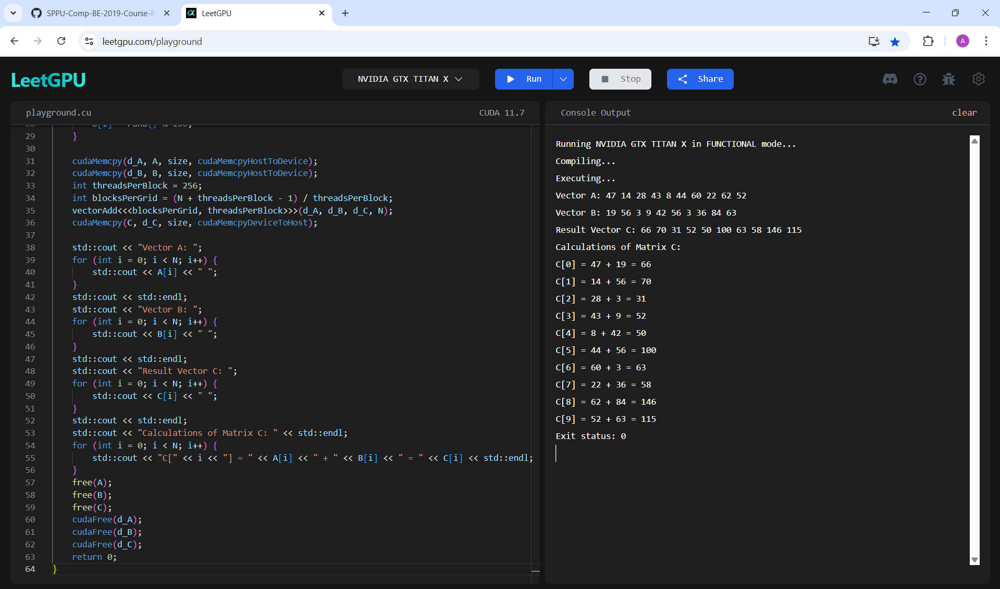 SPPU-Comp-BE-2019-Course-P
LeetGPU
leetgpu.com/playground
A
LeetGPU
NVIDIA GTX TITAN X
Run
Stop
Share
playground.cu
CUDA 11.7
29 }
30
31 cudaMemcpy(d_A, A, size, cudaMemcpyHostToDevice);
32 cudaMemcpy(d_B, B, size, cudaMemcpyHostToDevice);
33 int threadsPerBlock = 256;
34 int blocksPerGrid = (N + threadsPerBlock - 1) / threadsPerBlock;
35 vectorAdd<<<blocksPerGrid, threadsPerBlock>>>(d_A, d_B, d_C, N);
36 cudaMemcpy(C, d_C, size, cudaMemcpyDeviceToHost);
37
38 std::cout << "Vector A: ";
39 for (int i = 0; i < N; i++) {
40 std::cout << A[i] << " ";
41 }
42 std::cout << std::endl;
43 std::cout << "Vector B: ";
44 for (int i = 0; i < N; i++) {
45 std::cout << B[i] << " ";
46 }
47 std::cout << std::endl;
48 std::cout << "Result Vector C: ";
49 for (int i = 0; i < N; i++) {
50 std::cout << C[i] << " ";
51 }
52 std::cout << std::endl;
53 std::cout << "Calculations of Matrix C: " << std::endl;
54 for (int i = 0; i < N; i++) {
55 std::cout << "C[" << i << "] = " << A[i] << " + " << B[i] << " = " << C[i] << std::endl;
56 }
57 free(A);
58 free(B);
59 free(C);
60 cudaFree(d_A);
61 cudaFree(d_B);
62 cudaFree(d_C);
63 return 0;
64 }
Console Output
clear
Running NVIDIA GTX TITAN X in FUNCTIONAL mode...
Compiling...
Executing...
Vector A: 47 14 28 43 8 44 60 22 62 52
Vector B: 19 56 3 9 42 56 3 36 84 63
Result Vector C: 66 70 31 52 50 100 63 58 146 115
Calculations of Matrix C:
C[0] = 47 + 19 = 66
C[1] = 14 + 56 = 70
C[2] = 28 + 3 = 31
C[3] = 43 + 9 = 52
C[4] = 8 + 42 = 50
C[5] = 44 + 56 = 100
C[6] = 60 + 3 = 63
C[7] = 22 + 36 = 58
C[8] = 62 + 84 = 146
C[9] = 52 + 63 = 115
Exit status: 0